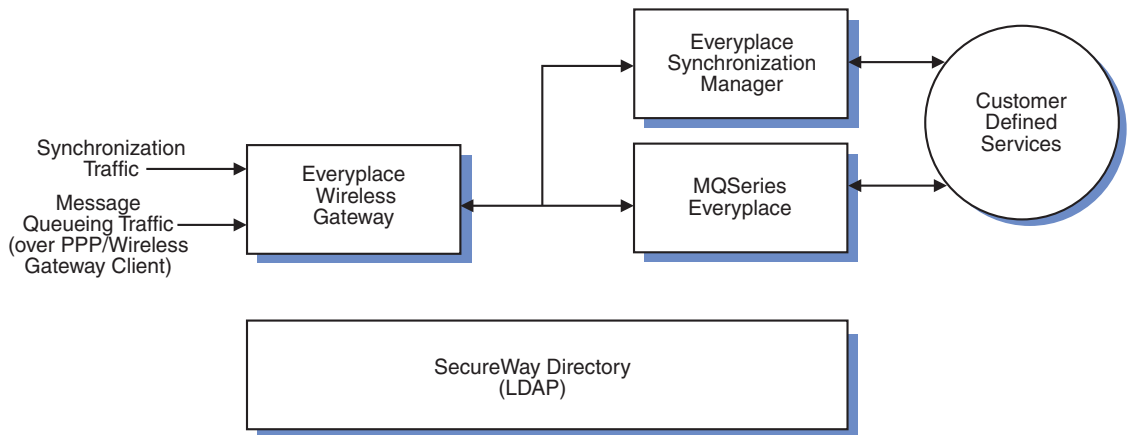 Synchronization
Traffic
Message
Queueing Traffic
(over PPP/Wireless
Gateway Client)
Everyplace
Wireless
Gateway
Everyplace
Synchronization
Manager
MQSeries
Everyplace
Customer
Defined
Services
SecureWay Directory
(LDAP)